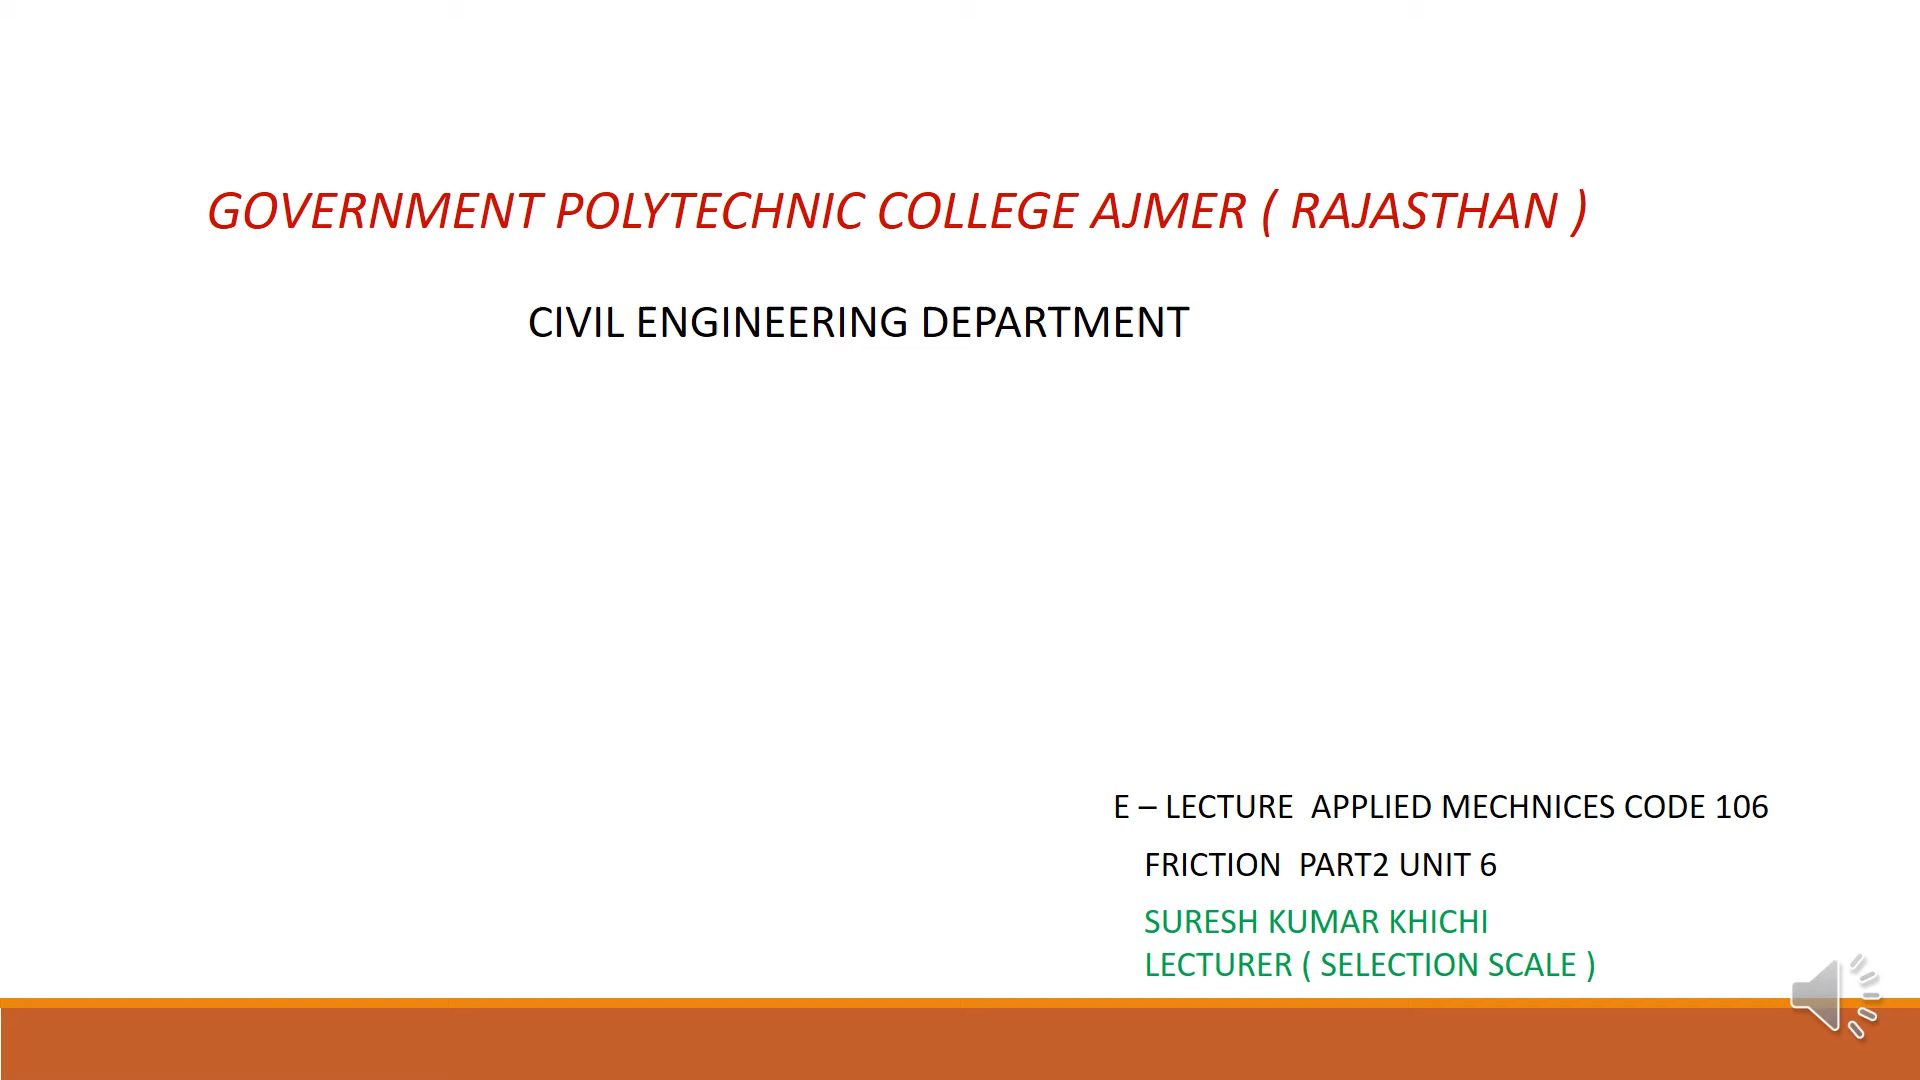 GOVERNMENT POLYTECHNIC COLLEGE AJMER ( RAJASTHAN )
CIVIL ENGINEERING DEPARTMENT
E – LECTURE  APPLIED MECHNICES CODE 106
FRICTION  PART2 UNIT 6
SURESH KUMAR KHICHI
LECTURER ( SELECTION SCALE )